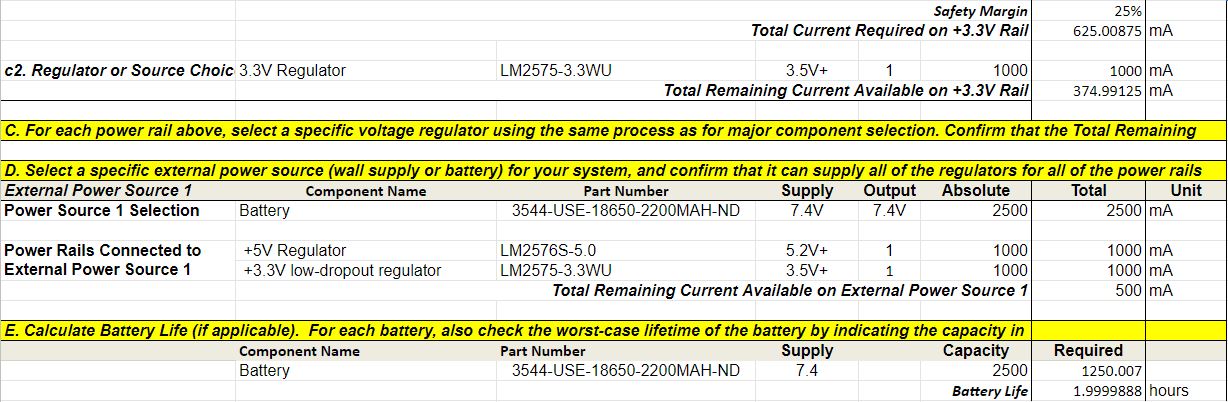 Safety Margin 25%
Total Current Required on +3.3V Rail 625.00875 mA
c2. Regulator or Source Choic 3.3V Regulator LM2575-3.3WU 3.5V+ 1 1000 1000 mA
Total Remaining Current Available on +3.3V Rail 374.99125 mA
C. For each power rail above, select a specific voltage regulator using the same process as for major component selection. Confirm that the Total Remaining
D. Select a specific external power source (wall supply or battery) for your system, and confirm that it can supply all of the regulators for all of the power rails
External Power Source 1 Component Name Part Number Supply Output Absolute Total Unit
Power Source 1 Selection Battery 3544-USE-18650-2200MAH-ND 7.4V 7.4V 2500 2500 mA
Power Rails Connected to +5V Regulator LM2576S-5.0 5.2V+ 1 1000 1000 mA
External Power Source 1 +3.3V low-dropout regulator LM2575-3.3WU 3.5V+ 1 1000 1000 mA
Total Remaining Current Available on External Power Source 1 500 mA
E. Calculate Battery Life (if applicable). For each battery, also check the worst-case lifetime of the battery by indicating the capacity in
Component Name Part Number Supply Capacity Required
Battery 3544-USE-18650-2200MAH-ND 7.4 2500 1250.007
Battery Life 1.9999888 hours